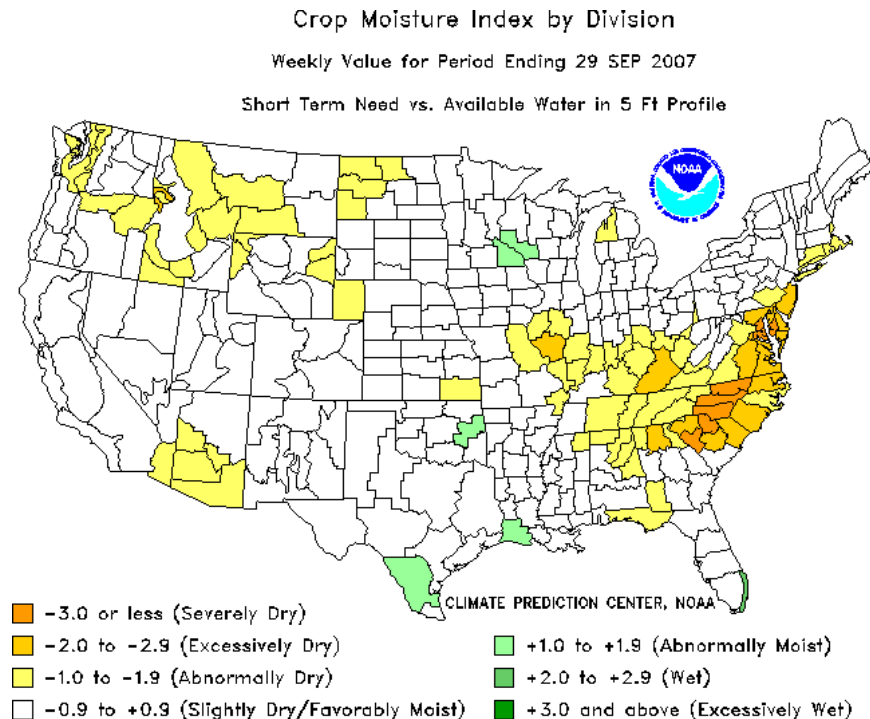 Crop Moisture Index by Division
Weekly Value for Period Ending 29 SEP 2007
Short Term Need vs. Available Water in 5 Ft Profile
NOAA
CLIMATE PREDICTION CENTER, NOAA
-3.0 or less (Severely Dry)
-2.0 to -2.9 (Excessively Dry)
-1.0 to -1.9 (Abnormally Dry)
-0.9 to +0.9 (Slightly Dry/Favorably Moist)
+1.0 to +1.9 (Abnormally Moist)
+2.0 to +2.9 (Wet)
+3.0 and above (Excessively Wet)